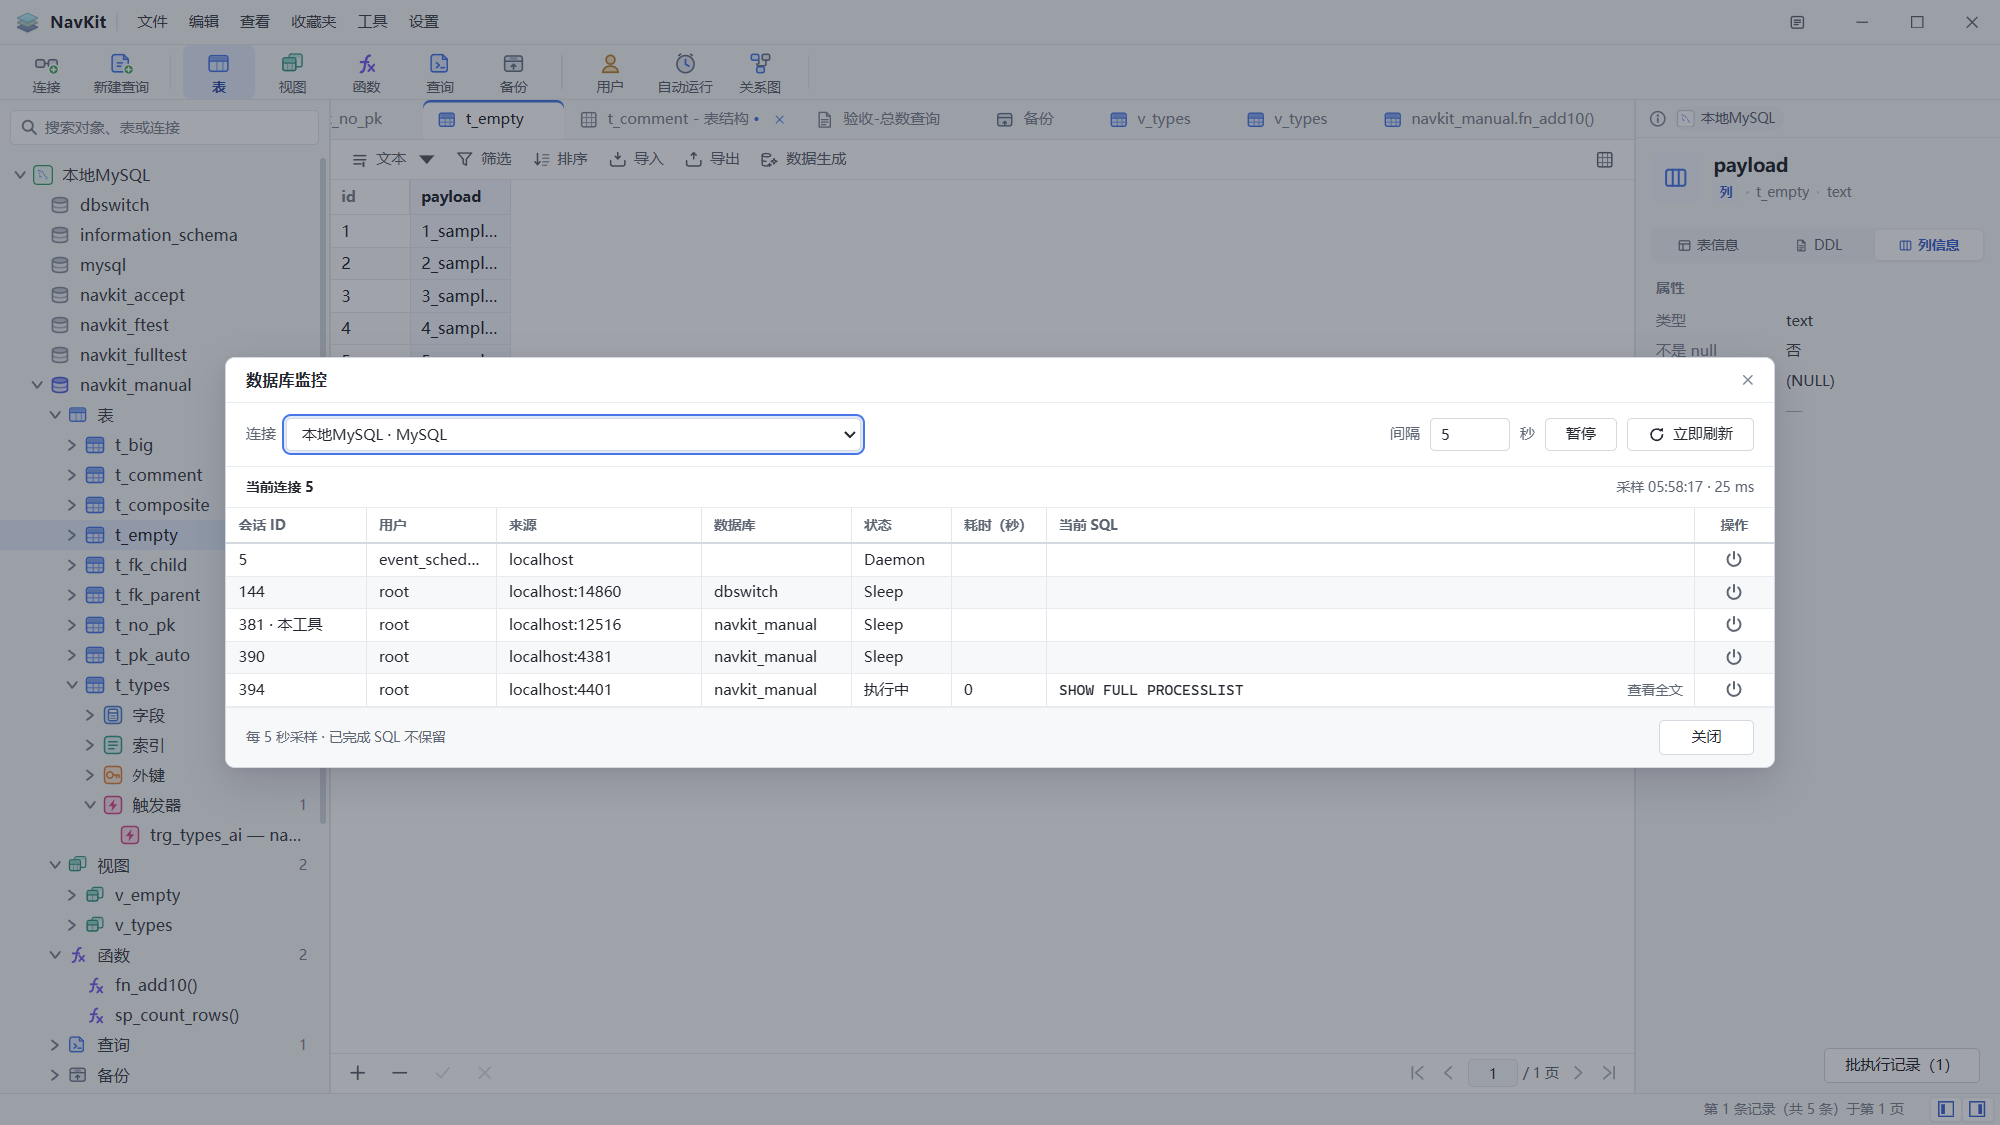 NavKit 文件 编辑 查看 收藏夹 工具 设置
连接 新建查询 表 视图 函数 查询 备份 用户 自动运行 关系图
搜索对象、表或连接
本地MySQL
dbswitch
information_schema
mysql
navkit_accept
navkit_ftest
navkit_fulltest
navkit_manual
表
t_big
t_comment
t_composite
t_empty
t_fk_child
t_fk_parent
t_no_pk
t_pk_auto
t_types
字段
索引
外键
触发器 1
trg_types_ai — na...
视图 2
v_empty
v_types
函数 2
fn_add10()
sp_count_rows()
查询 1
备份
_no_pk t_empty t_comment - 表结构 • × 验收-总数查询 备份 v_types v_types navkit_manual.fn_add10()
文本 筛选 排序 导入 导出 数据生成
id payload
1 1_sampl...
2 2_sampl...
3 3_sampl...
4 4_sampl...
数据库监控
连接 本地MySQL · MySQL 间隔 5 秒 暂停 立即刷新
当前连接 5 采样 05:58:17 · 25 ms
会话 ID 用户 来源 数据库 状态 耗时（秒） 当前 SQL 操作
5 event_sched... localhost Daemon
144 root localhost:14860 dbswitch Sleep
381 · 本工具 root localhost:12516 navkit_manual Sleep
390 root localhost:4381 navkit_manual Sleep
394 root localhost:4401 navkit_manual 执行中 0 SHOW FULL PROCESSLIST 查看全文
每 5 秒采样 · 已完成 SQL 不保留 关闭
本地MySQL
payload
列 · t_empty · text
表信息 DDL 列信息
属性
类型 text
不是 null 否
(NULL)
—
批执行记录（1）
1 / 1 页
第 1 条记录（共 5 条）于第 1 页